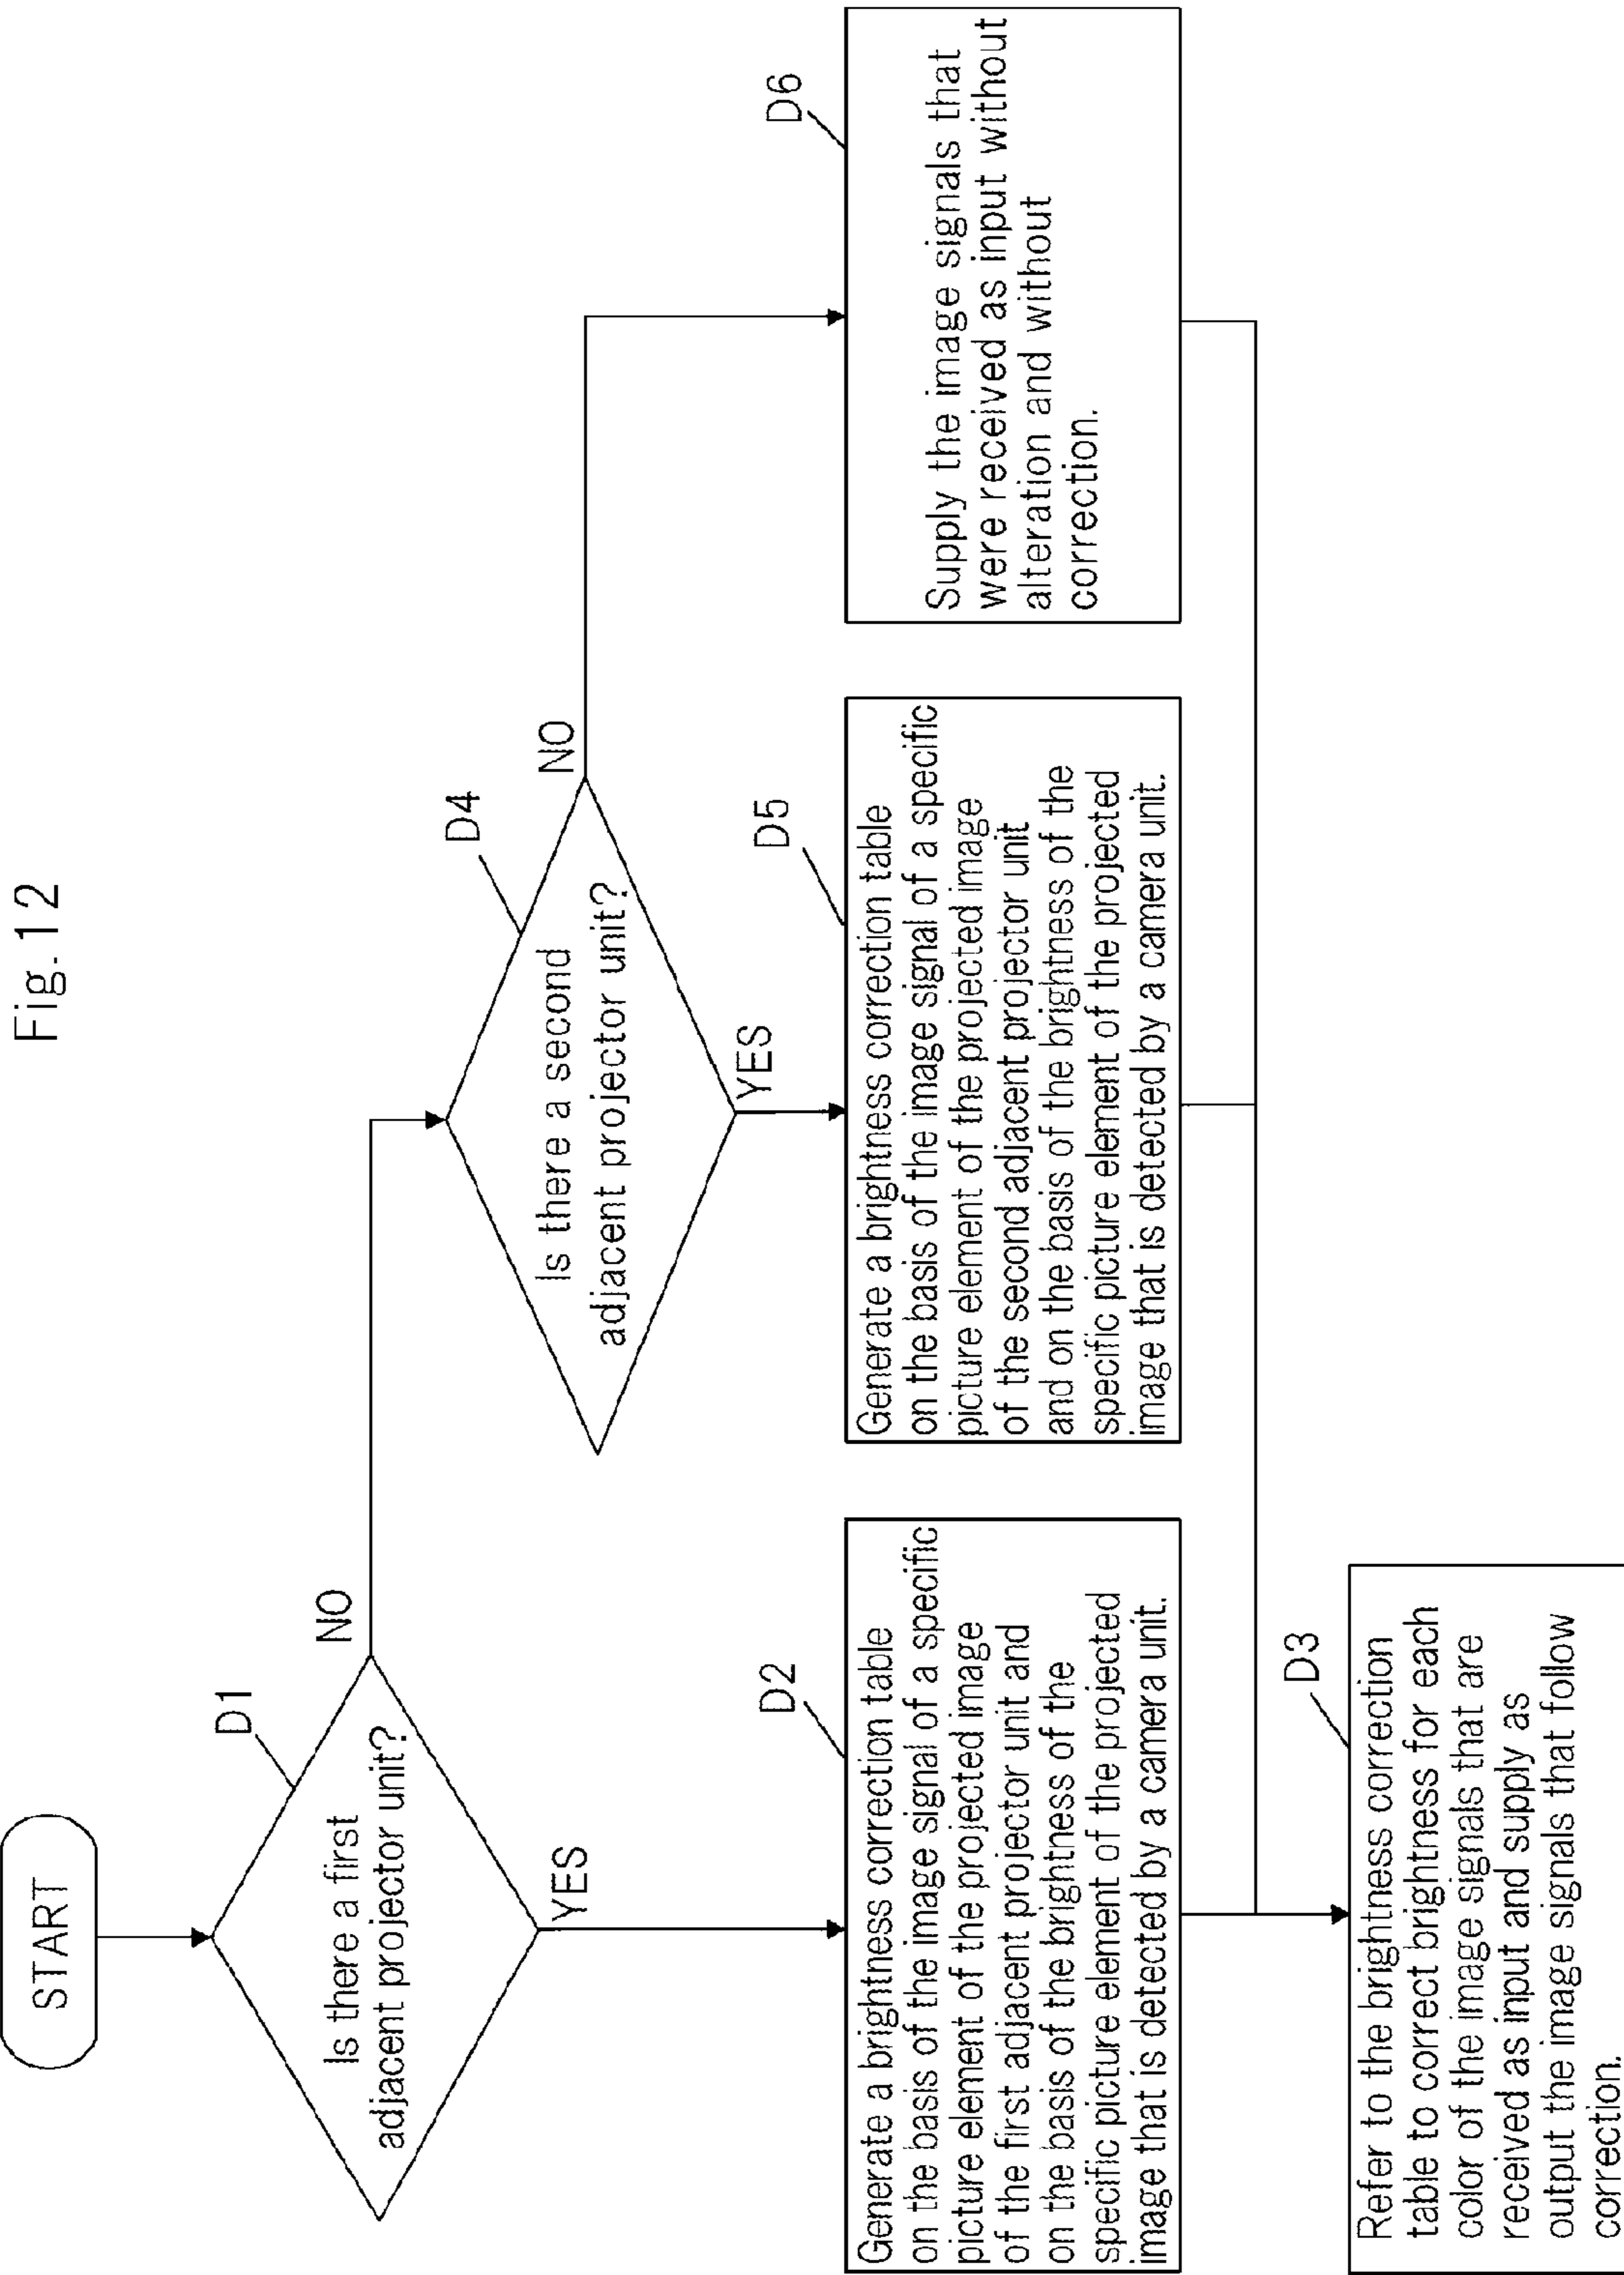 Fig. 12
START
D1
Is there a first
adjacent projector unit?
NO
YES
D4
Is there a second
adjacent projector unit?
NO
YES
D2
Generate a brightness correction table
on the basis of the image signal of a specific
picture element of the projected image
of the first adjacent projector unit and
on the basis of the brightness of the
specific picture element of the projected
image that is detected by a camera unit.
D5
Generate a brightness correction table
on the basis of the image signal of a specific
picture element of the projected image
of the second adjacent projector unit
and on the basis of the brightness of the
specific picture element of the projected
image that is detected by a camera unit.
D6
Supply the image signals that
were received as input without
alteration and without
correction.
D3
Refer to the brightness correction
table to correct brightness for each
color of the image signals that are
received as input and supply as
output the image signals that follow
correction.